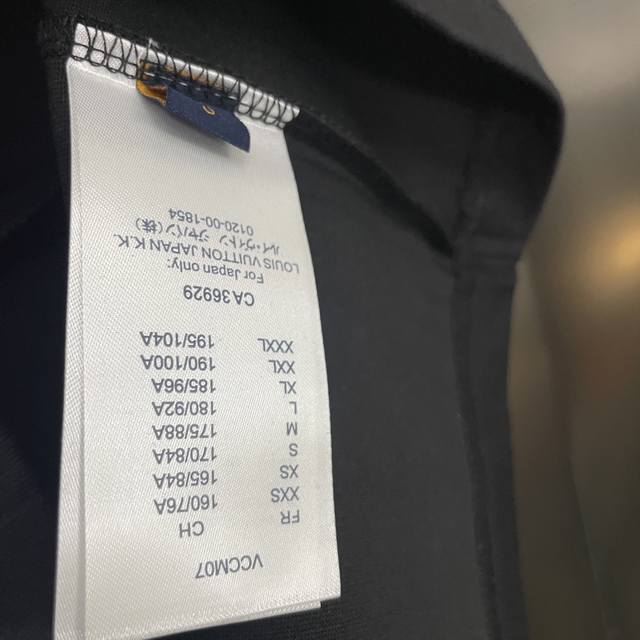 VCCM07
FR CH
XXS 160/76A
XS 165/84A
S 170/84A
M 175/88A
L 180/92A
XL 185/96A
XXL 190/100A
XXXL 195/104A
CA36929
For Japan only:
LOUIS VUITTON JAPAN K.K.
ルイ・ヴィトン ジャパン(株)
0120-00-1854